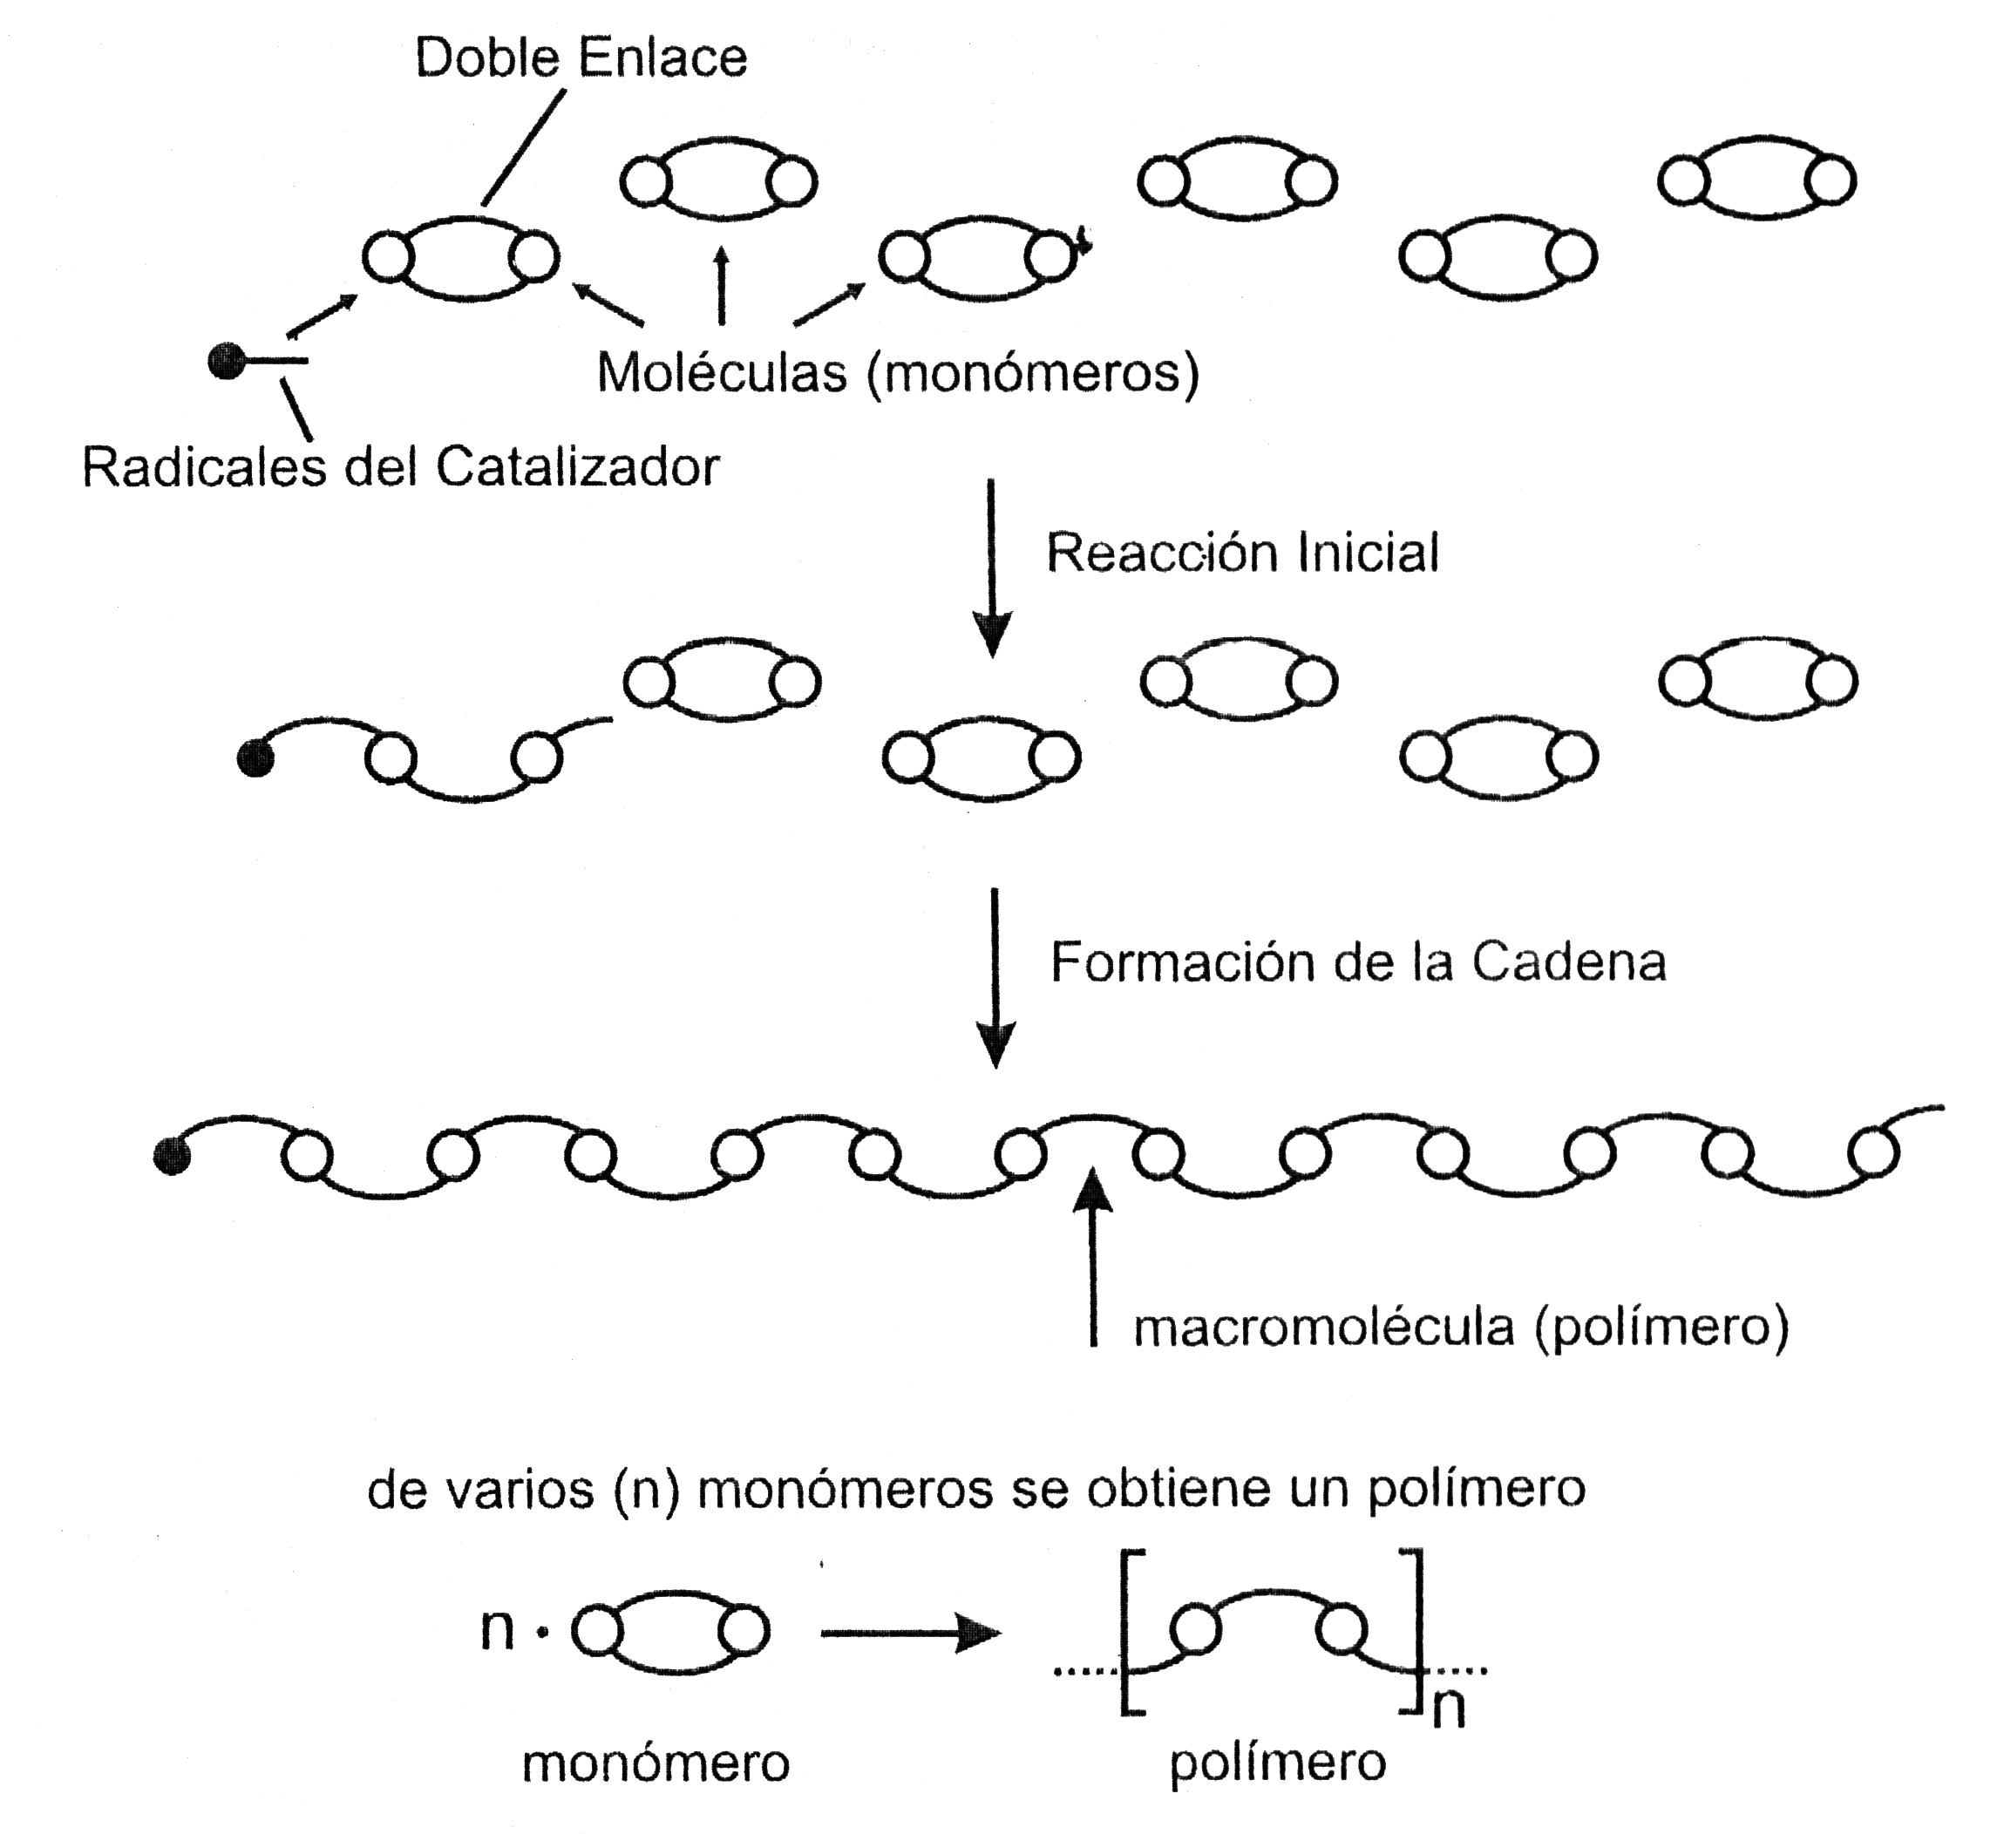 Doble Enlace
Moléculas (monómeros)
Radicales del Catalizador
Reacción Inicial
Formación de la Cadena
macromolécula (polímero)
de varios (n) monómeros se obtiene un polímero
n ·
n
monómero
polímero